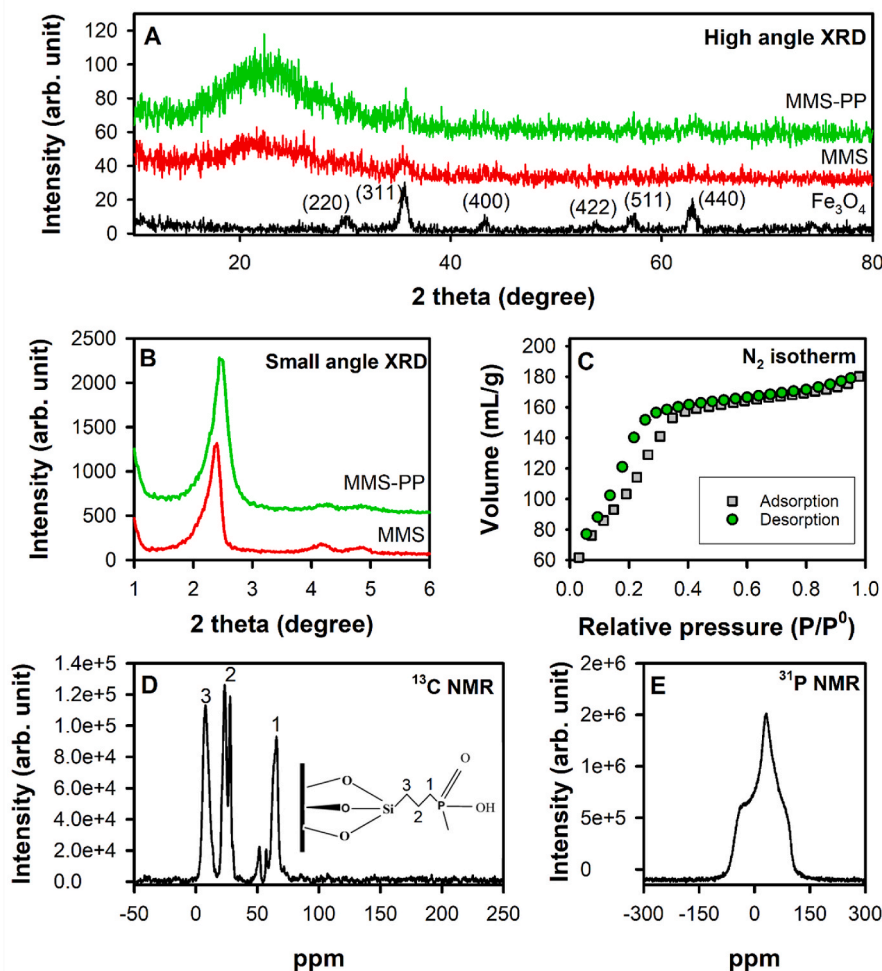 A
High angle XRD
Intensity (arb. unit)
120
100
80
60
40
20
0
MMS-PP
MMS
Fe₃O₄
(220)
(311)
(400)
(422)
(511)
(440)
20
40
60
80
2 theta (degree)
B
Small angle XRD
Intensity (arb. unit)
2500
2000
1500
1000
500
0
MMS-PP
MMS
1
2
3
4
5
6
2 theta (degree)
C
N₂ isotherm
Volume (mL/g)
200
180
160
140
120
100
80
60
Adsorption
Desorption
0.0
0.2
0.4
0.6
0.8
1.0
Relative pressure (P/P⁰)
D
¹³C NMR
Intensity (arb. unit)
1.4e+5
1.2e+5
1.0e+5
8.0e+4
6.0e+4
4.0e+4
2.0e+4
0.0
3
2
1
O
O
O
Si
3
2
1
P
O
OH
-50
0
50
100
150
200
250
ppm
E
³¹P NMR
Intensity (arb. unit)
2e+6
2e+6
1e+6
5e+5
0
-300
-150
0
150
300
ppm